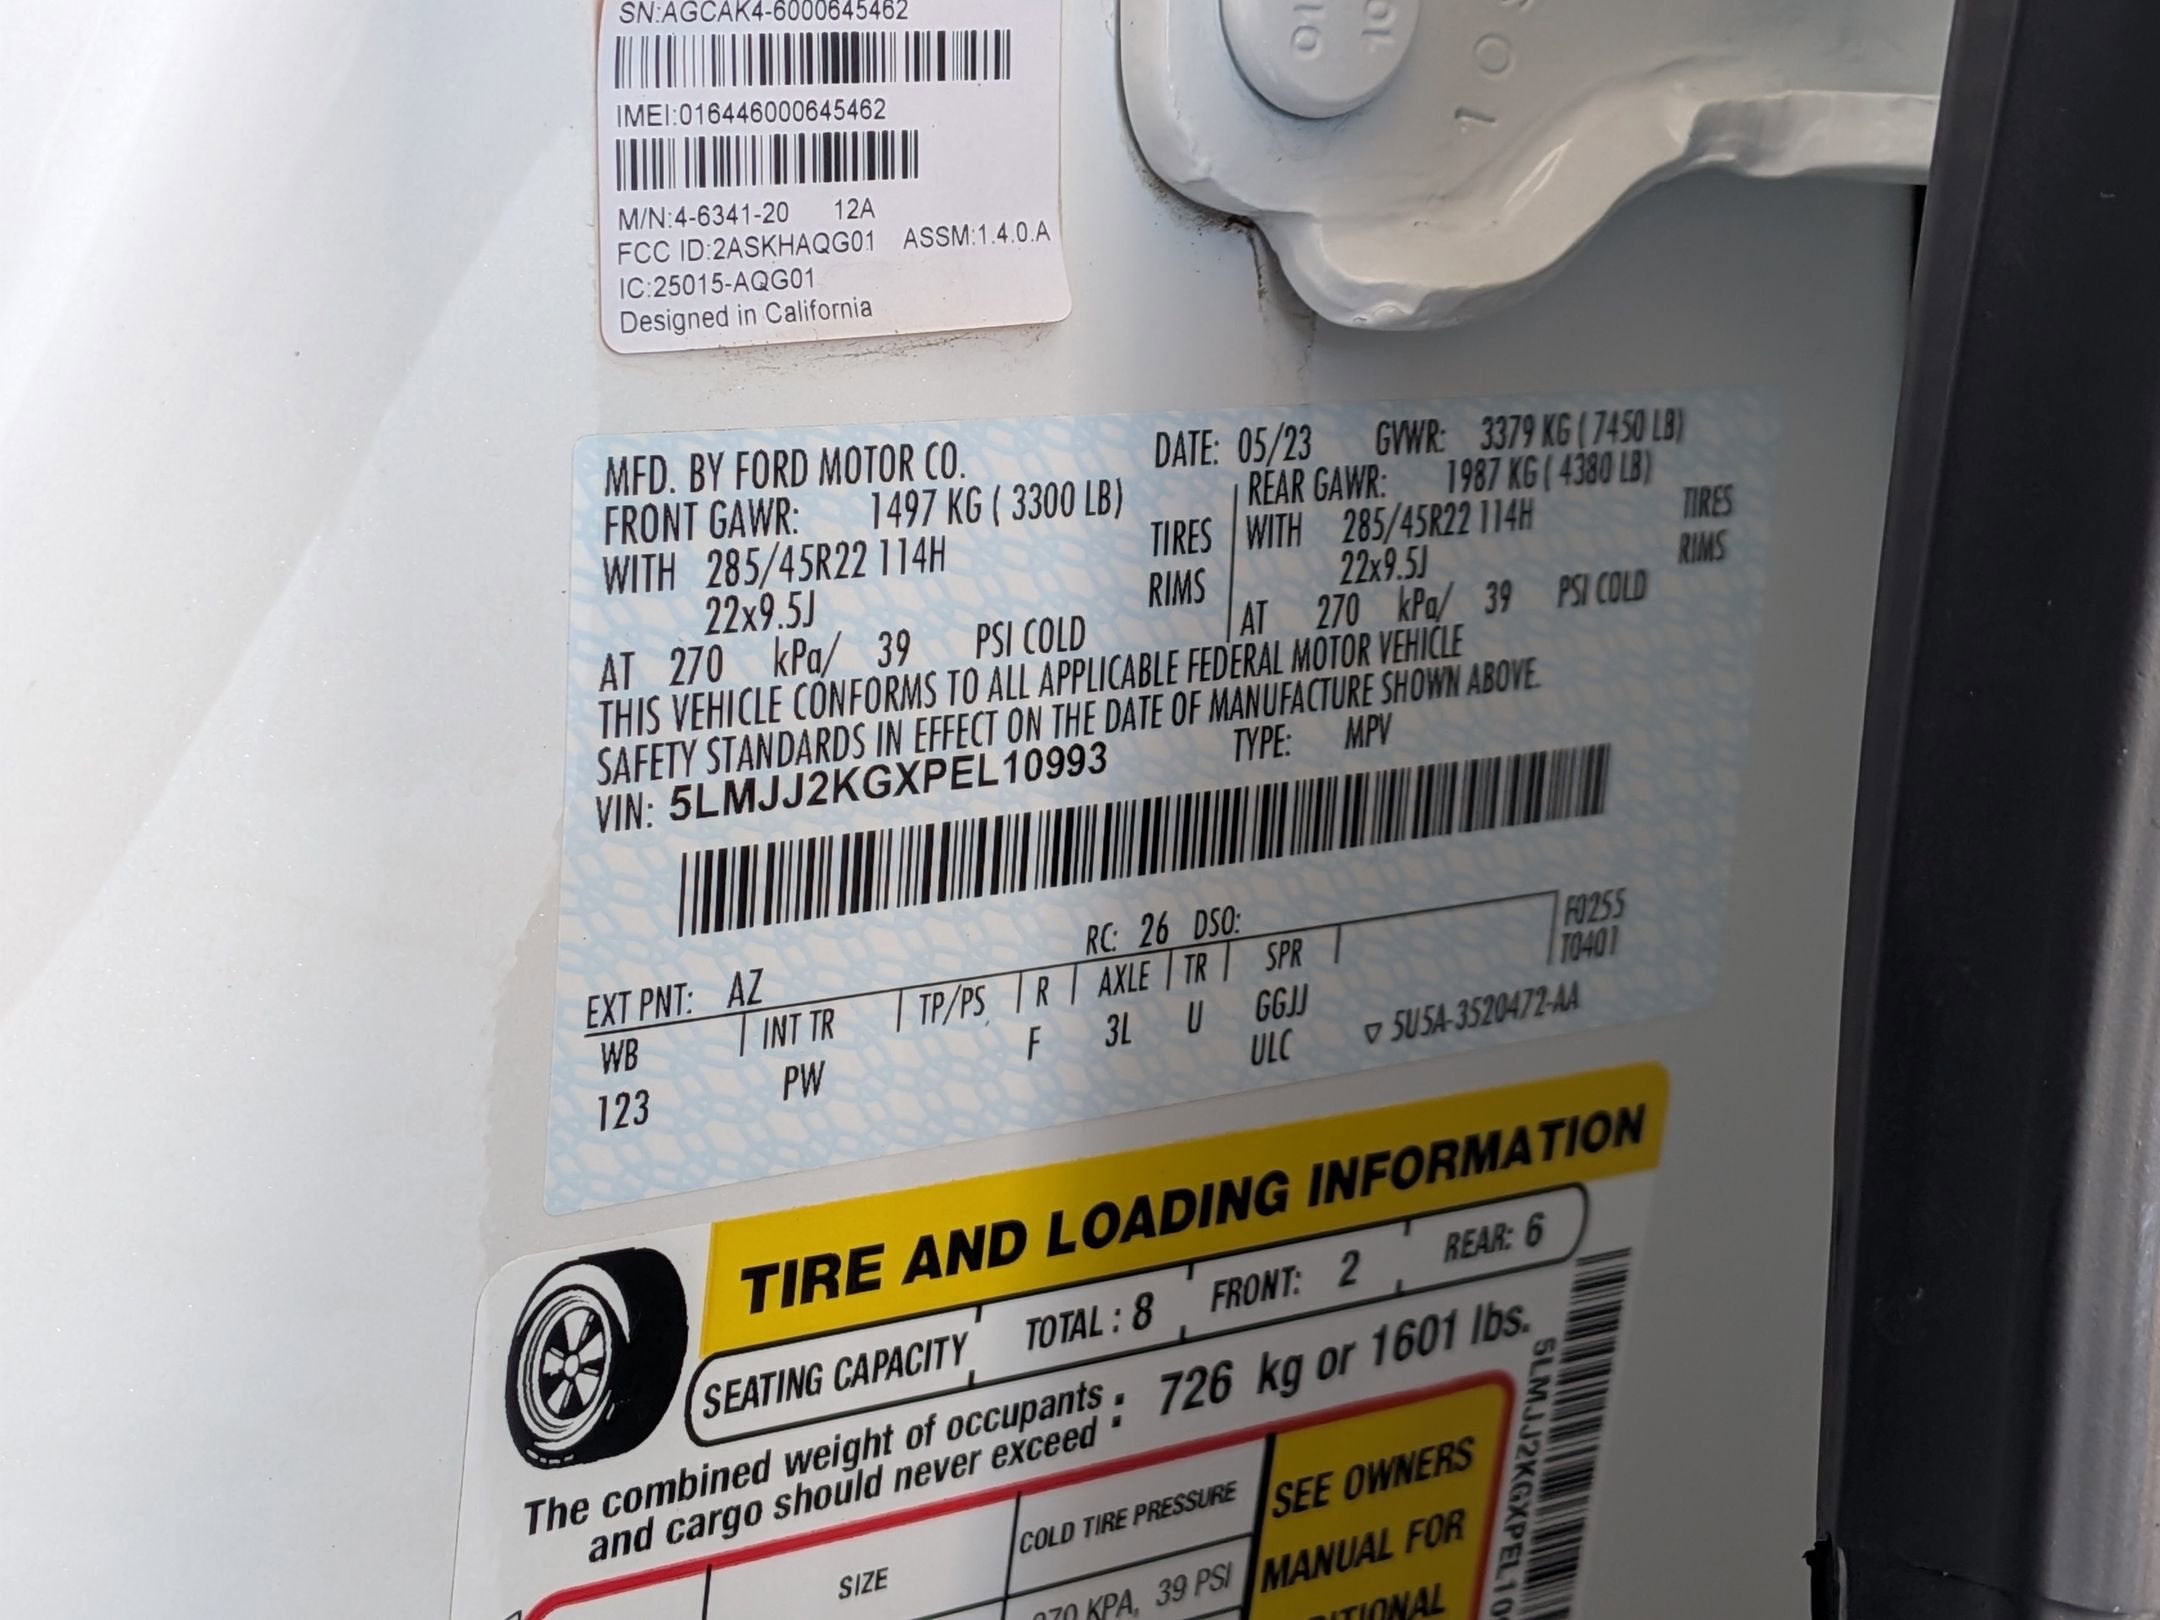 SN:AGCAK4-6000645462
IMEI:016446000645462
M/N:4-6341-20 12A
FCC ID:2ASKHAQG01 ASSM:1.4.0.A
IC:25015-AQG01
Designed in California
MFD. BY FORD MOTOR CO. DATE: 05/23 GVWR: 3379 KG ( 7450 LB)
FRONT GAWR: 1497 KG ( 3300 LB) REAR GAWR: 1987 KG ( 4380 LB)
WITH 285/45R22 114H TIRES WITH 285/45R22 114H TIRES
22x9.5J RIMS 22x9.5J RIMS
AT 270 kPa/ 39 PSI COLD AT 270 kPa/ 39 PSI COLD
THIS VEHICLE CONFORMS TO ALL APPLICABLE FEDERAL MOTOR VEHICLE
SAFETY STANDARDS IN EFFECT ON THE DATE OF MANUFACTURE SHOWN ABOVE.
VIN: 5LMJJ2KGXPEL10993 TYPE: MPV
EXT PNT: AZ RC: 26 DSO: F0255
WB INT TR TP/PS R AXLE TR SPR T0401
123 PW F 3L U GGJJ
ULC ▽ 5U5A-3520472-AA
TIRE AND LOADING INFORMATION
SEATING CAPACITY TOTAL : 8 FRONT: 2 REAR: 6
The combined weight of occupants
and cargo should never exceed : 726 kg or 1601 lbs.
SIZE COLD TIRE PRESSURE SEE OWNERS
MANUAL FOR
KPA, 39 PSI
5LMJJ2KGXPEL10